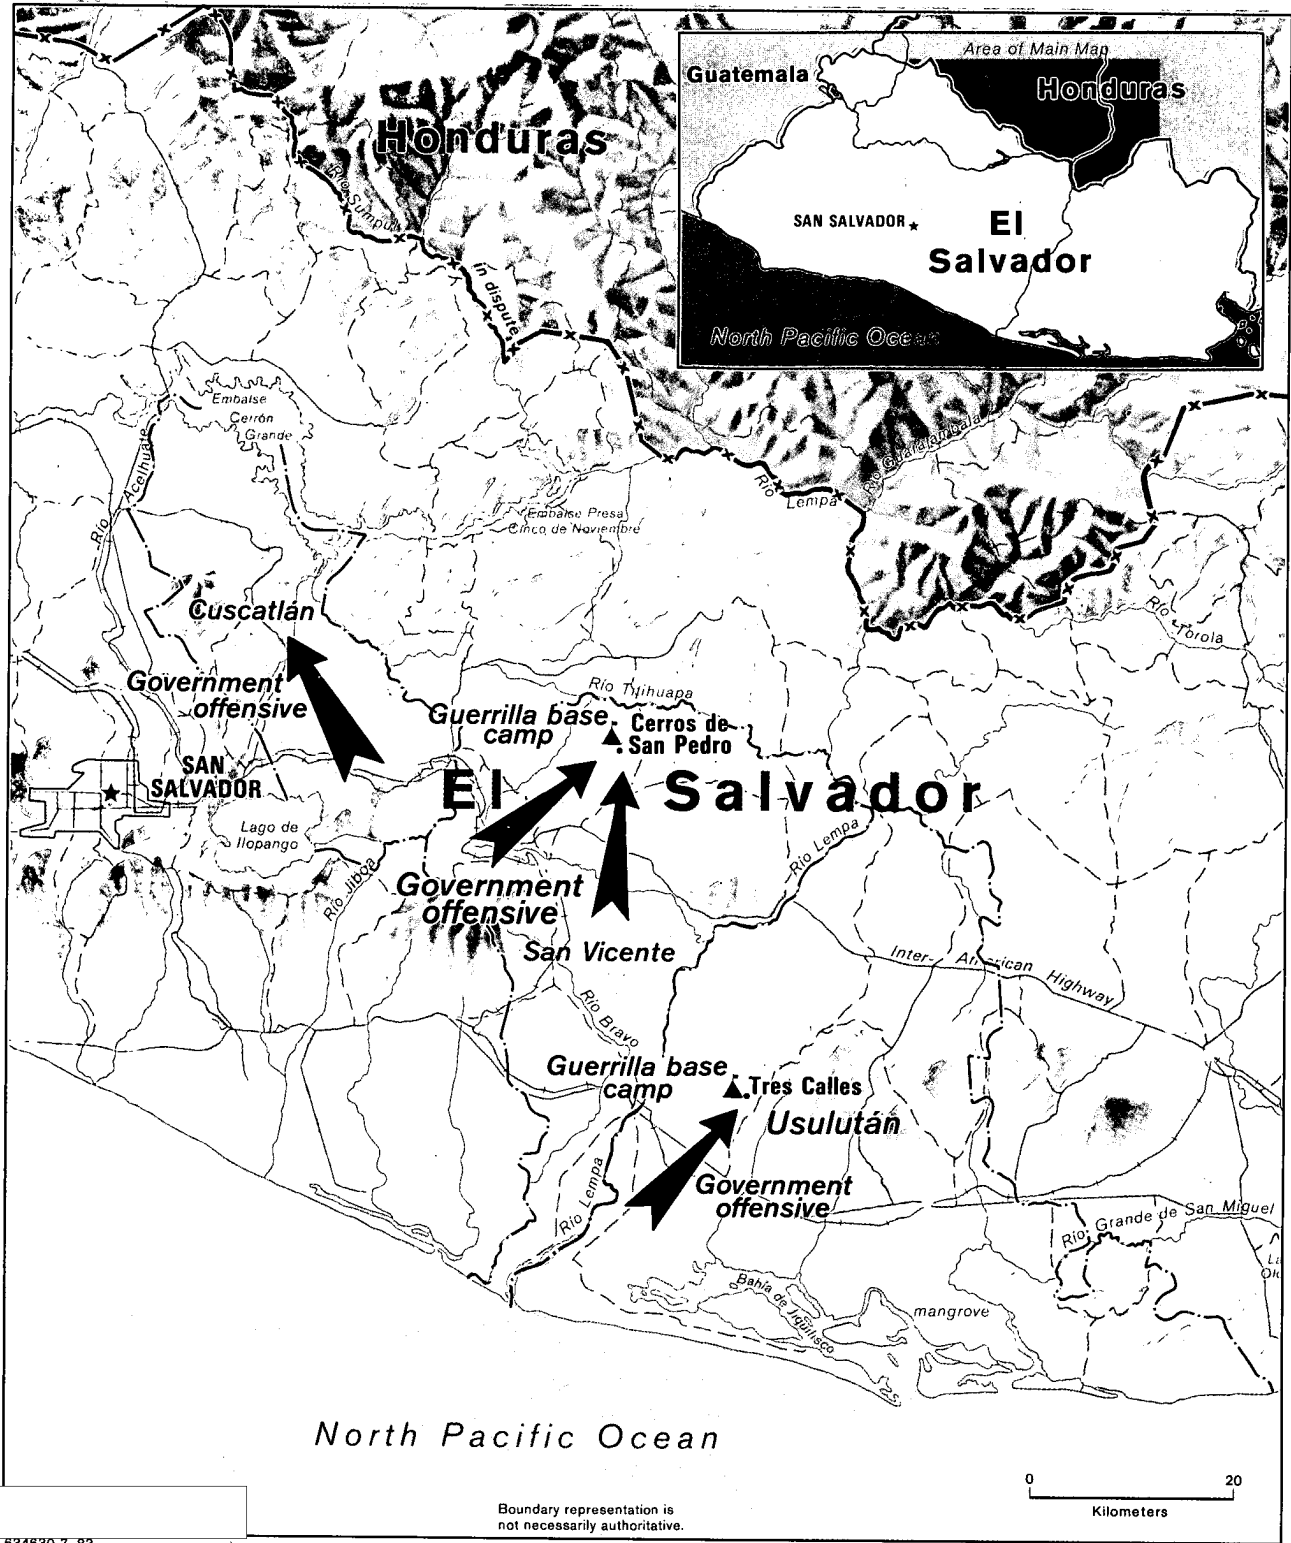 Area of Main Map
Guatemala
Honduras
SAN SALVADOR
El
Salvador
North Pacific Ocean
Honduras
Río Sumpul
in dispute
Embalse
Cerrón
Grande
Río Acelhuate
Embalse Presa
Cinco de Noviembre
Río Lempa
Río Guarajambala
Río Torola
Cuscatlán
Government
offensive
Río Titihuapa
Guerrilla base
camp
Cerros de
San Pedro
SAN
SALVADOR
El Salvador
Lago de
Ilopango
Río Jiboa
Río Lempa
Government
offensive
San Vicente
Inter-American Highway
Río Bravo
Guerrilla base
camp
Tres Calles
Usulután
Government
offensive
Río Lempa
Río Grande de San Miguel
Bahía de Jiquilisco
mangrove
North Pacific Ocean
0 20
Kilometers
Boundary representation is
not necessarily authoritative.